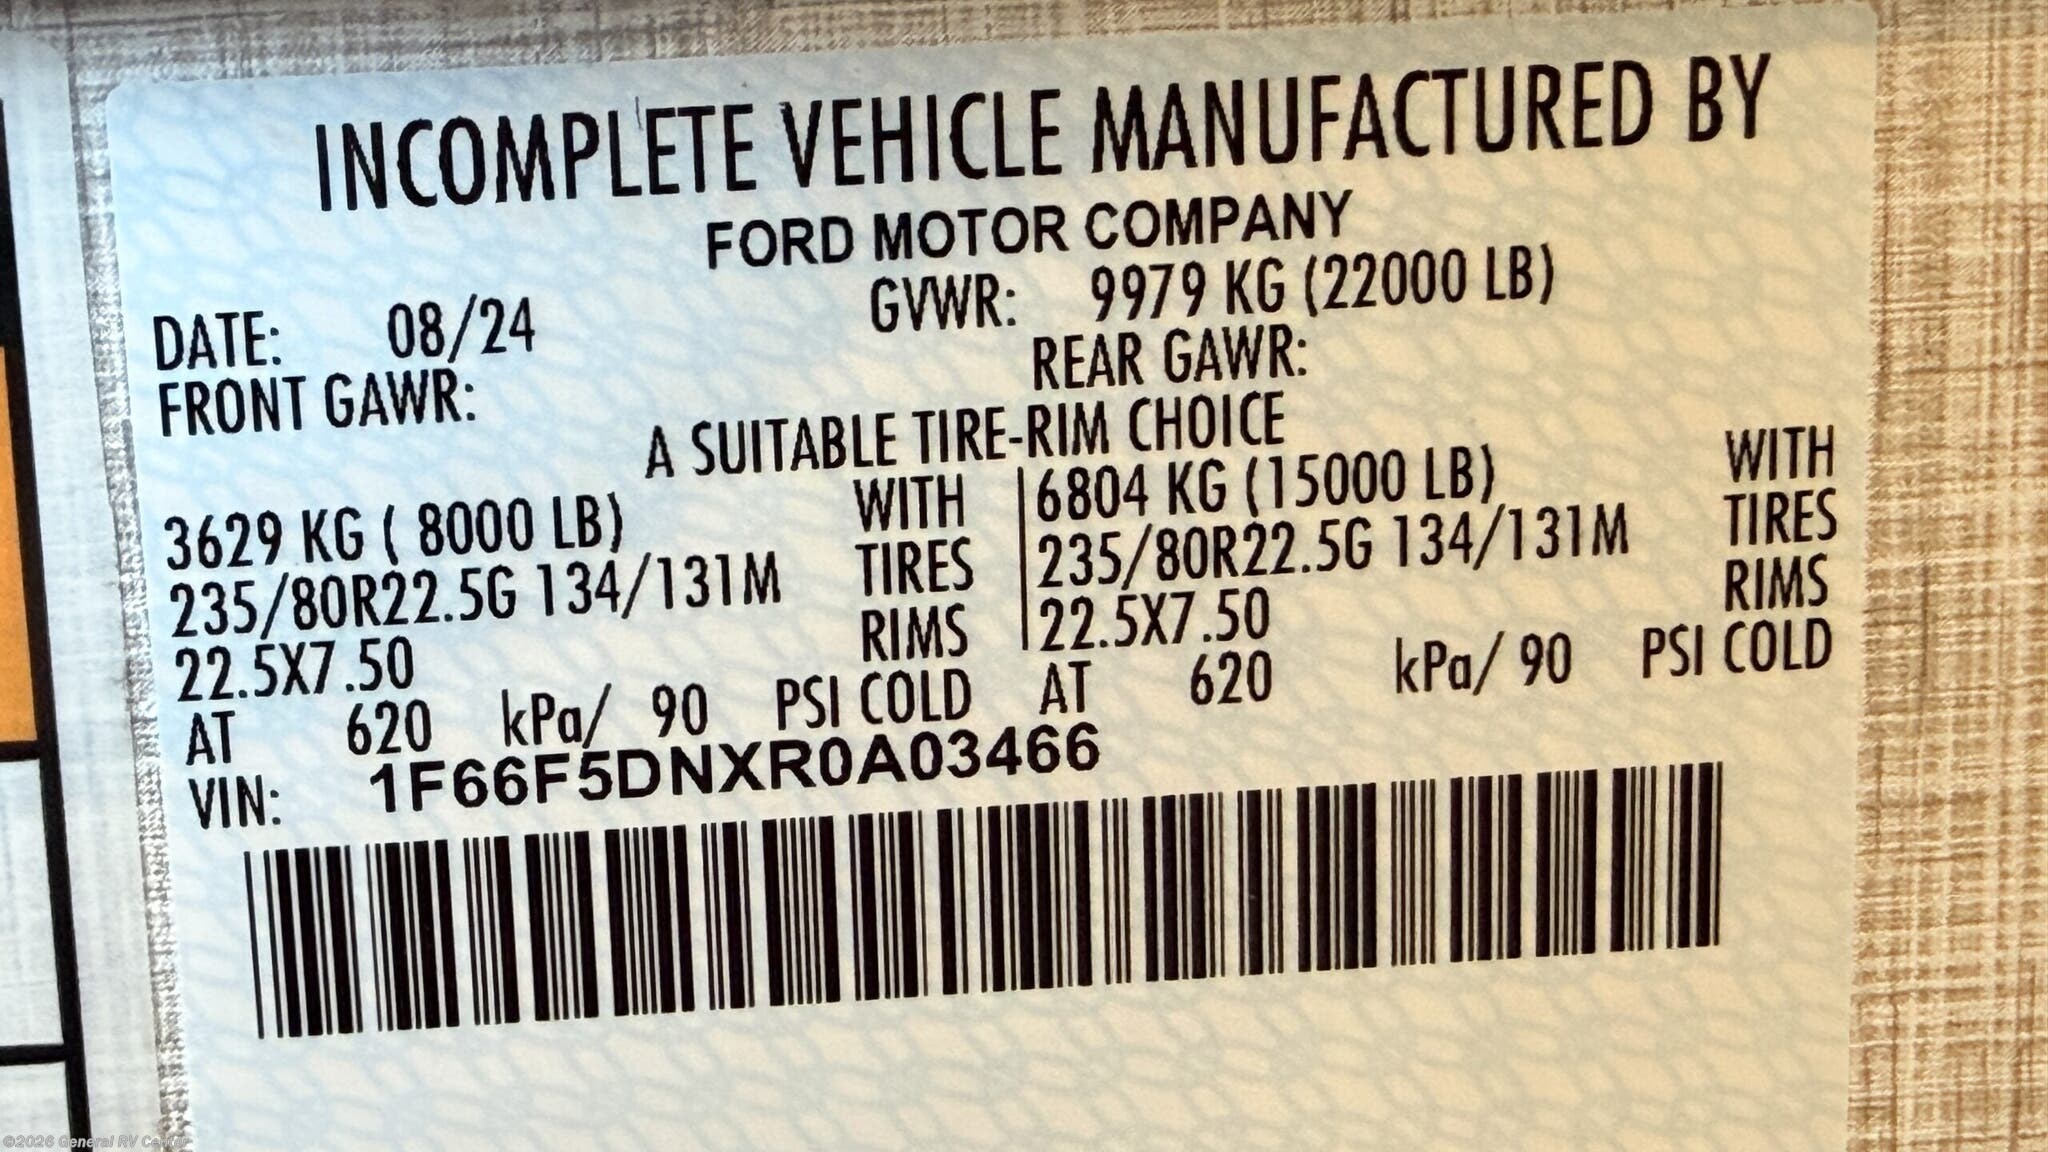 INCOMPLETE VEHICLE MANUFACTURED BY
FORD MOTOR COMPANY
DATE: 08/24 GVWR: 9979 KG (22000 LB)
FRONT GAWR: REAR GAWR:
A SUITABLE TIRE-RIM CHOICE
3629 KG ( 8000 LB) WITH 6804 KG (15000 LB) WITH
235/80R22.5G 134/131M TIRES 235/80R22.5G 134/131M TIRES
22.5X7.50 RIMS 22.5X7.50 RIMS
AT 620 kPa/ 90 PSI COLD AT 620 kPa/ 90 PSI COLD
VIN: 1F66F5DNXR0A03466
©2026 General RV Center